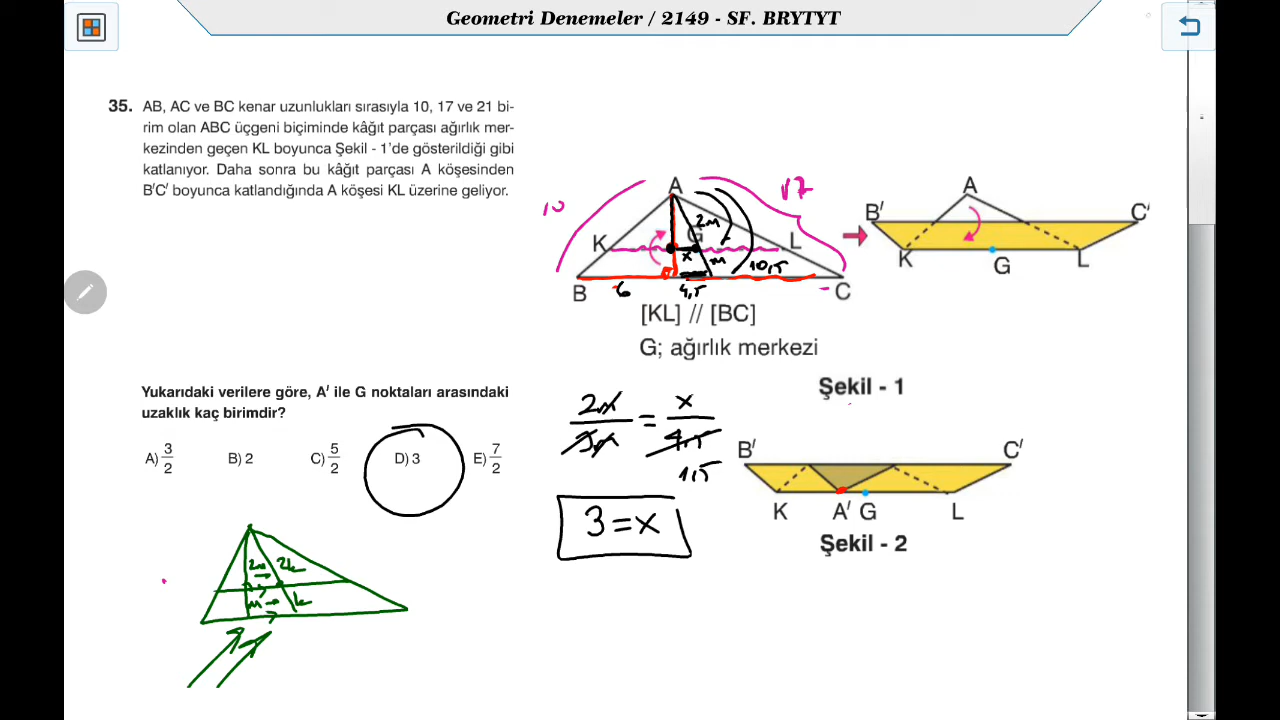 Geometri Denemeler / 2149 - SF. BRYTYT
35. AB, AC ve BC kenar uzunlukları sırasıyla 10, 17 ve 21 bi-
rim olan ABC üçgeni biçiminde kâğıt parçası ağırlık mer-
kezinden geçen KL boyunca Şekil - 1'de gösterildiği gibi
katlanıyor. Daha sonra bu kâğıt parçası A köşesinden
B'C' boyunca katlandığında A köşesi KL üzerine geliyor.
10
A
17
2m
K
G
L
x
m
10,5
B
6
4,5
C
[KL] // [BC]
G; ağırlık merkezi
A
B'
C'
K
G
L
Şekil - 1
Yukarıdaki verilere göre, A' ile G noktaları arasındaki
uzaklık kaç birimdir?
A) 3/2
B) 2
C) 5/2
D) 3
E) 7/2
2m/3m = x/4,5
1,5
3=x
B'
C'
K
A' G
L
Şekil - 2
2m
2k
m
k